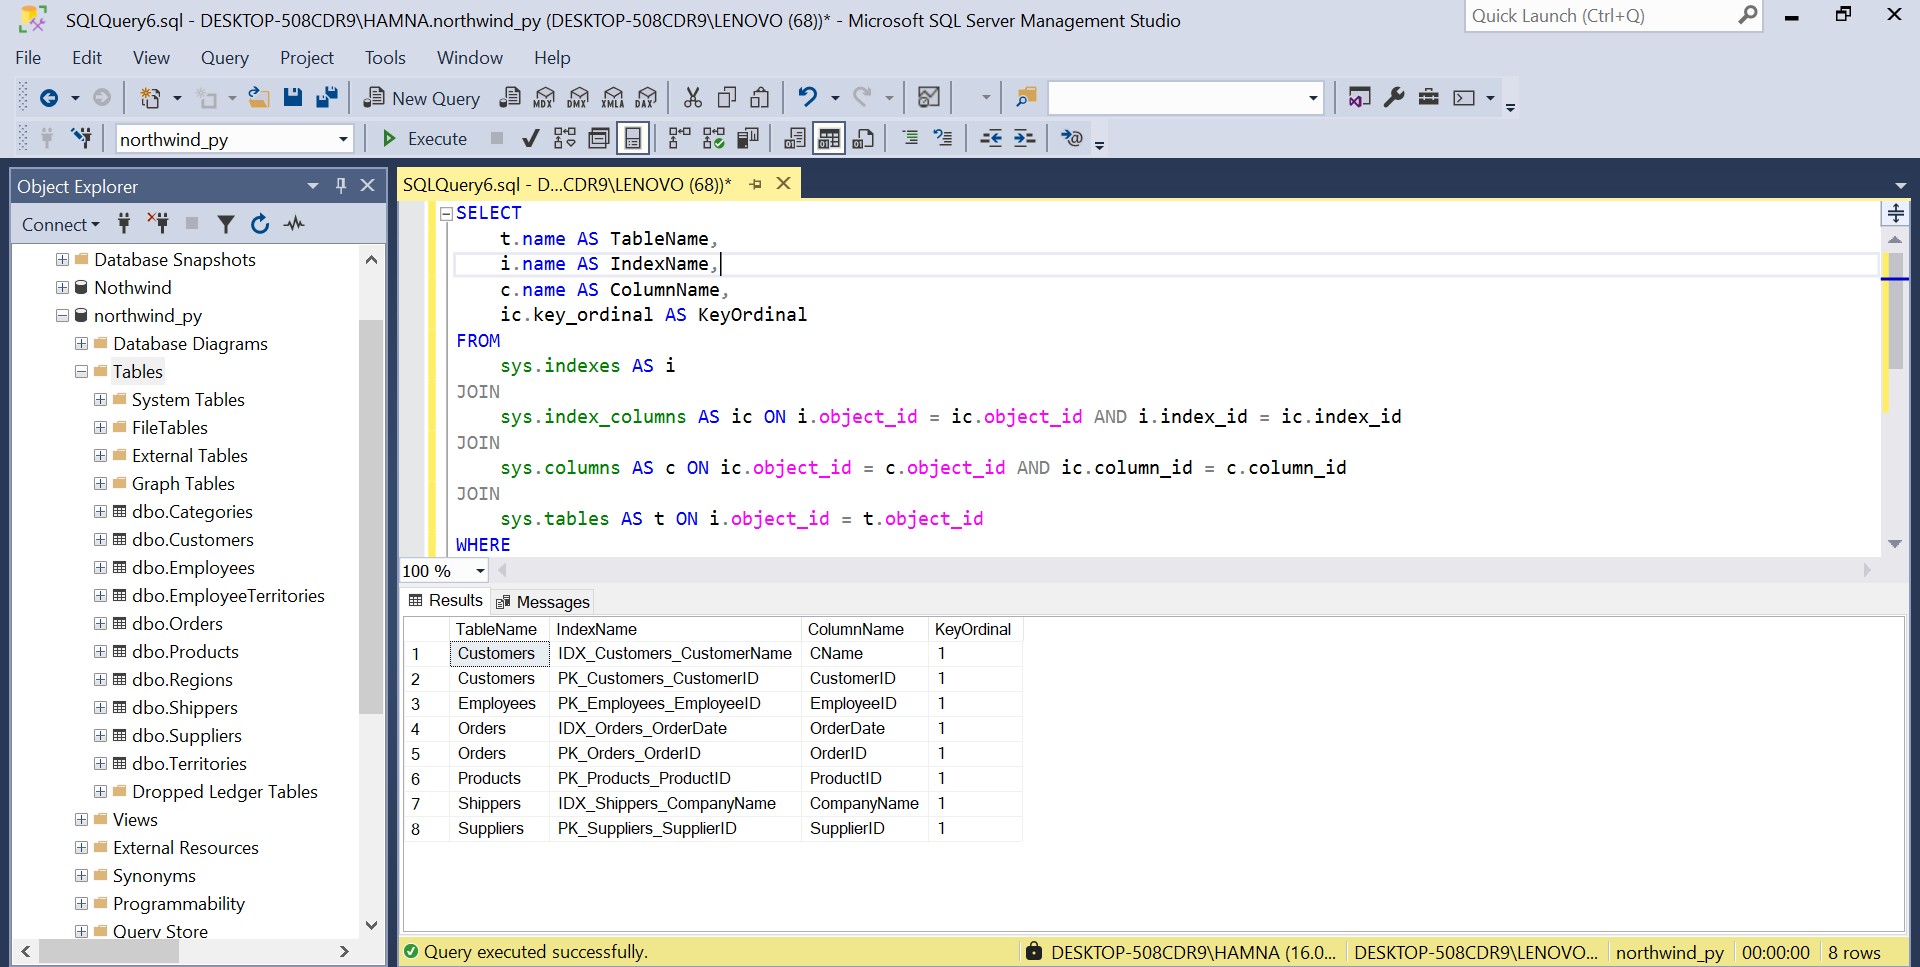 SQLQuery6.sql - DESKTOP-508CDR9\HAMNA.northwind_py (DESKTOP-508CDR9\LENOVO (68))* - Microsoft SQL Server Management Studio
Quick Launch (Ctrl+Q)
File Edit View Query Project Tools Window Help
New Query MDX DMX XMLA DAX
northwind_py Execute
Object Explorer
Connect
Database Snapshots
Nothwind
northwind_py
Database Diagrams
Tables
System Tables
FileTables
External Tables
Graph Tables
dbo.Categories
dbo.Customers
dbo.Employees
dbo.EmployeeTerritories
dbo.Orders
dbo.Products
dbo.Regions
dbo.Shippers
dbo.Suppliers
dbo.Territories
Dropped Ledger Tables
Views
External Resources
Synonyms
Programmability
Query Store
SQLQuery6.sql - D...CDR9\LENOVO (68))*
SELECT
t.name AS TableName,
i.name AS IndexName,
c.name AS ColumnName,
ic.key_ordinal AS KeyOrdinal
FROM
sys.indexes AS i
JOIN
sys.index_columns AS ic ON i.object_id = ic.object_id AND i.index_id = ic.index_id
JOIN
sys.columns AS c ON ic.object_id = c.object_id AND ic.column_id = c.column_id
JOIN
sys.tables AS t ON i.object_id = t.object_id
WHERE
100 %
Results Messages
TableName IndexName ColumnName KeyOrdinal
1 Customers IDX_Customers_CustomerName CName 1
2 Customers PK_Customers_CustomerID CustomerID 1
3 Employees PK_Employees_EmployeeID EmployeeID 1
4 Orders IDX_Orders_OrderDate OrderDate 1
5 Orders PK_Orders_OrderID OrderID 1
6 Products PK_Products_ProductID ProductID 1
7 Shippers IDX_Shippers_CompanyName CompanyName 1
8 Suppliers PK_Suppliers_SupplierID SupplierID 1
Query executed successfully. DESKTOP-508CDR9\HAMNA (16.0... DESKTOP-508CDR9\LENOVO... northwind_py 00:00:00 8 rows